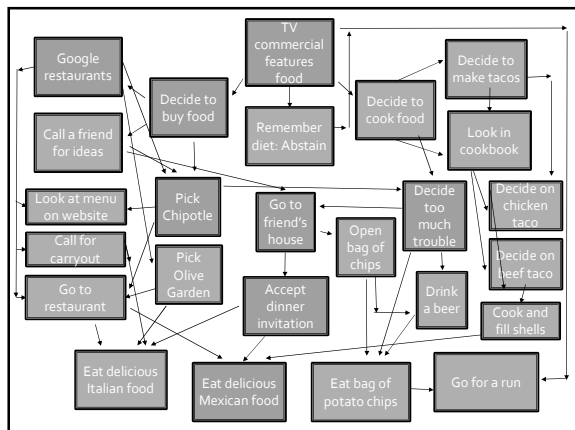 TV
commercial
features
food
Google
restaurants
Decide to
make tacos
Decide to
buy food
Decide to
cook food
Remember
diet: Abstain
Call a friend
for ideas
Look in
cookbook
Look at menu
on website
Pick
Chipotle
Go to
friend's
house
Decide
too
much
trouble
Decide on
chicken taco
Call for
carryout
Open
bag of
chips
Decide on
beef taco
Go to
restaurant
Pick
Olive
Garden
Accept
dinner
invitation
Drink
a beer
Cook and
fill shells
Eat delicious
Italian food
Eat delicious
Mexican food
Eat bag of
potato chips
Go for a run